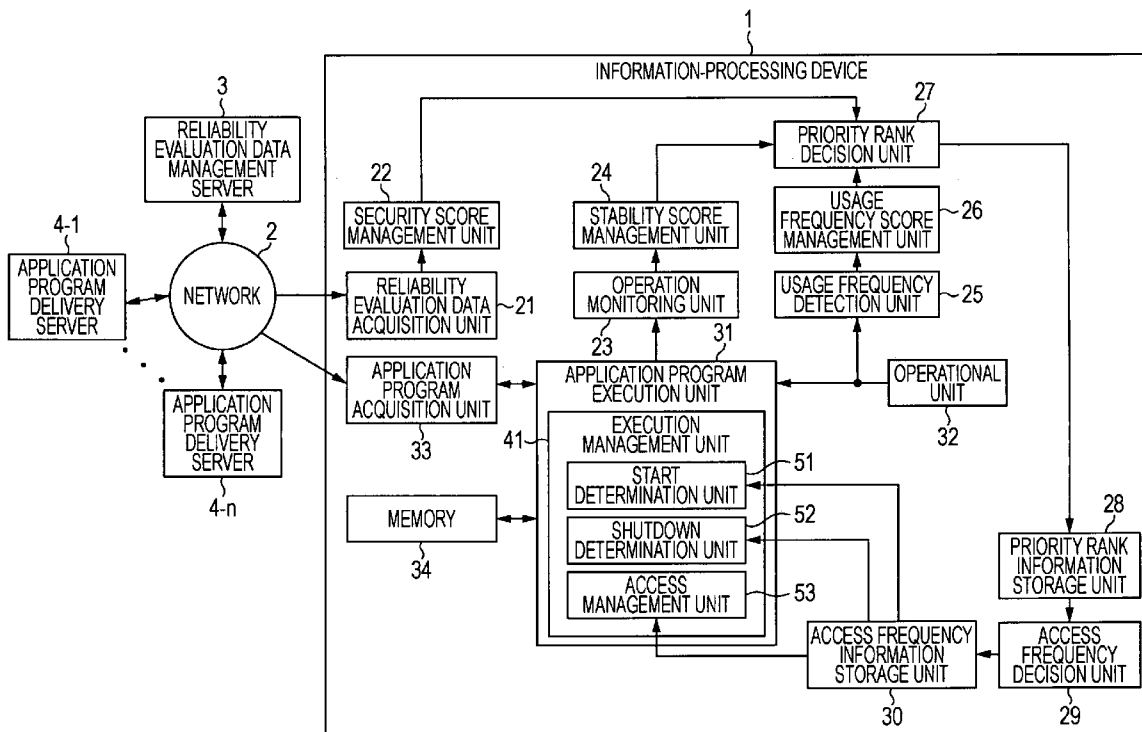 1
INFORMATION-PROCESSING DEVICE
3
RELIABILITY
EVALUATION DATA
MANAGEMENT
SERVER
27
PRIORITY RANK
DECISION UNIT
22
SECURITY SCORE
MANAGEMENT UNIT
24
STABILITY SCORE
MANAGEMENT UNIT
USAGE
FREQUENCY SCORE
MANAGEMENT UNIT
26
4-1
APPLICATION
PROGRAM
DELIVERY
SERVER
2
NETWORK
RELIABILITY
EVALUATION DATA
ACQUISITION UNIT
21
OPERATION
MONITORING UNIT
23
USAGE FREQUENCY
DETECTION UNIT
25
31
APPLICATION
PROGRAM
ACQUISITION UNIT
33
APPLICATION PROGRAM
EXECUTION UNIT
OPERATIONAL
UNIT
32
APPLICATION
PROGRAM
DELIVERY
SERVER
4-n
41
EXECUTION
MANAGEMENT UNIT
51
START
DETERMINATION UNIT
MEMORY
34
52
SHUTDOWN
DETERMINATION UNIT
28
PRIORITY RANK
INFORMATION
STORAGE UNIT
ACCESS
MANAGEMENT UNIT
53
ACCESS FREQUENCY
INFORMATION
STORAGE UNIT
30
ACCESS
FREQUENCY
DECISION UNIT
29